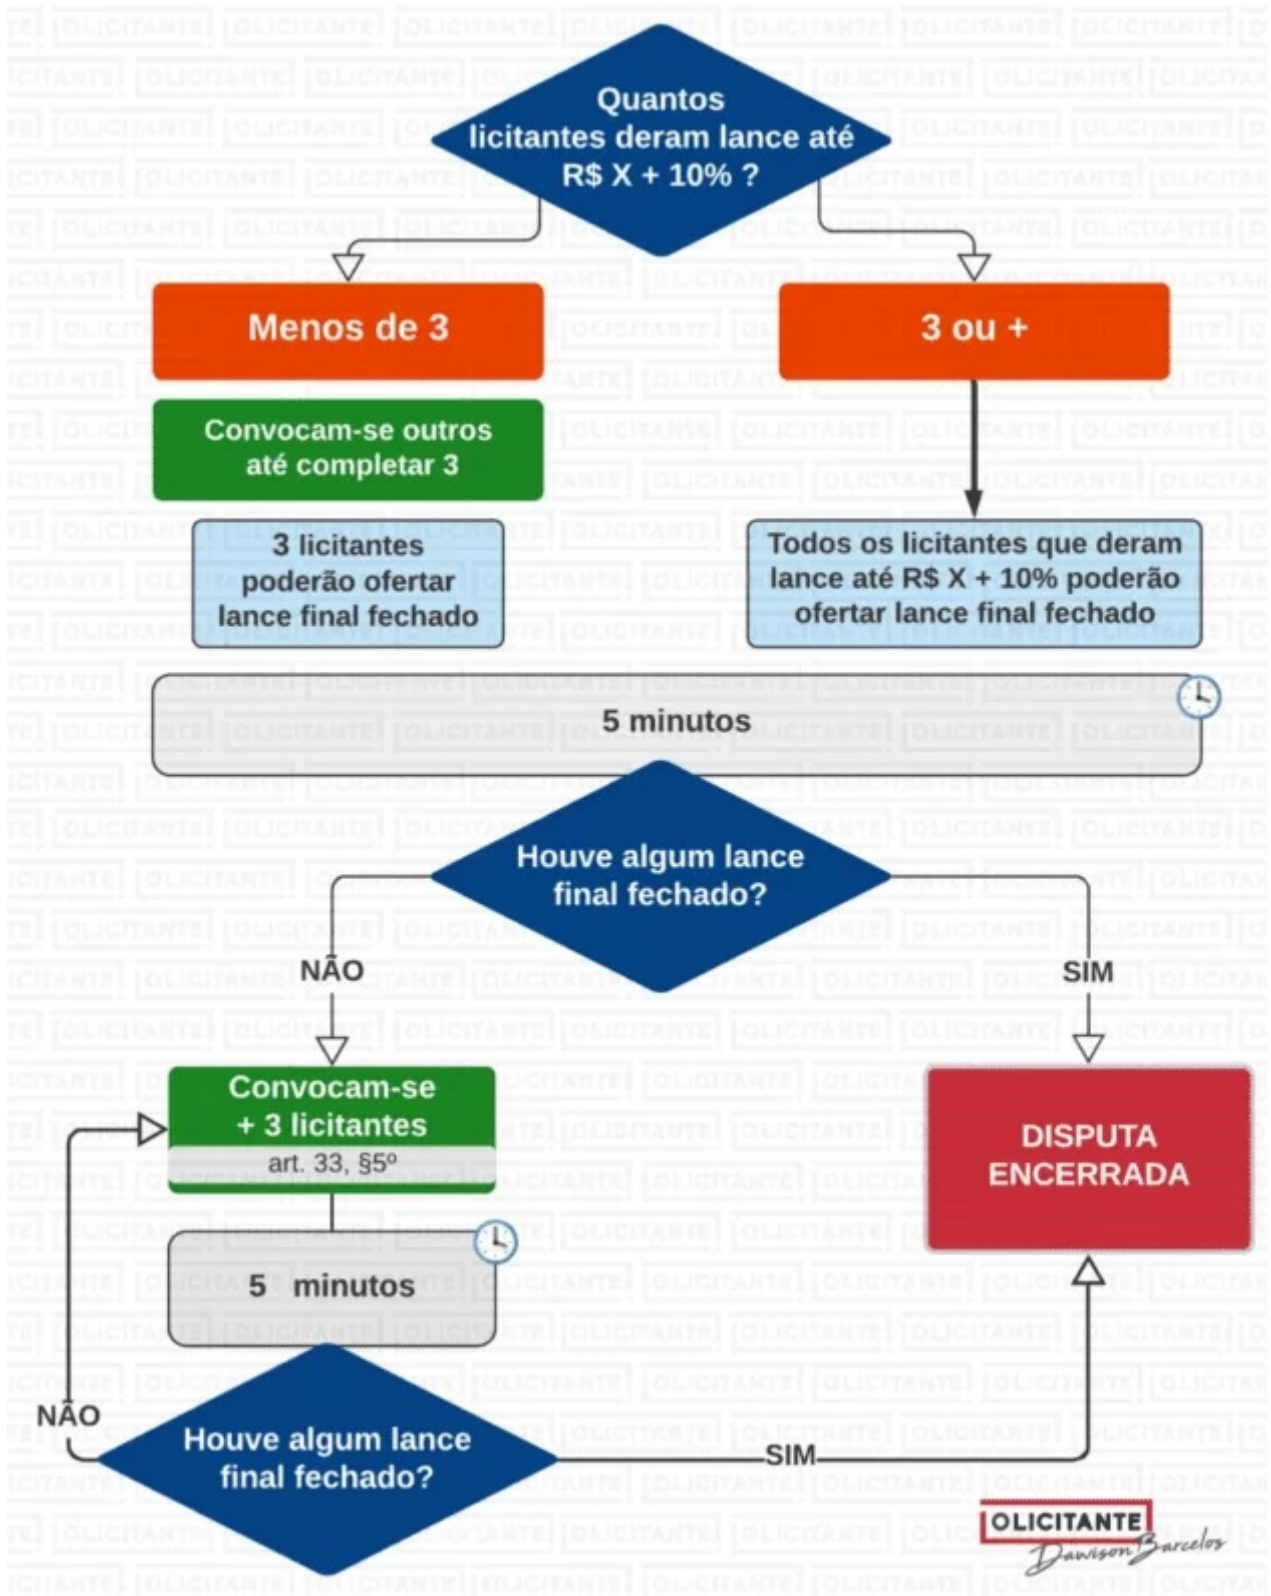 Quantos
licitantes deram lance até
R$ X + 10% ?
Menos de 3
3 ou +
Convocam-se outros
até completar 3
3 licitantes
poderão ofertar
lance final fechado
Todos os licitantes que deram
lance até R$ X + 10% poderão
ofertar lance final fechado
5 minutos
Houve algum lance
final fechado?
NÃO
SIM
Convocam-se
+ 3 licitantes
art. 33, §5º
DISPUTA
ENCERRADA
5 minutos
NÃO
Houve algum lance
final fechado?
SIM
OLICITANTE
Dawison Barcelos